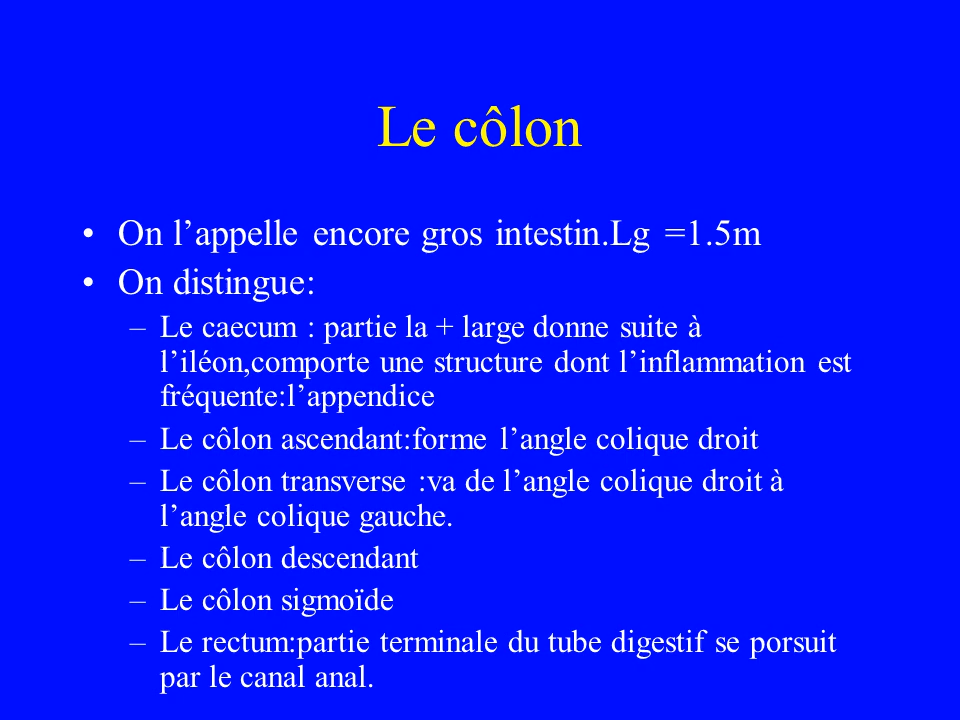 Le côlon
• On l’appelle encore gros intestin.Lg =1.5m
• On distingue:
– Le caecum : partie la + large donne suite à
l’iléon,comporte une structure dont l’inflammation est
fréquente:l’appendice
– Le côlon ascendant:forme l’angle colique droit
– Le côlon transverse :va de l’angle colique droit à
l’angle colique gauche.
– Le côlon descendant
– Le côlon sigmoïde
– Le rectum:partie terminale du tube digestif se porsuit
par le canal anal.